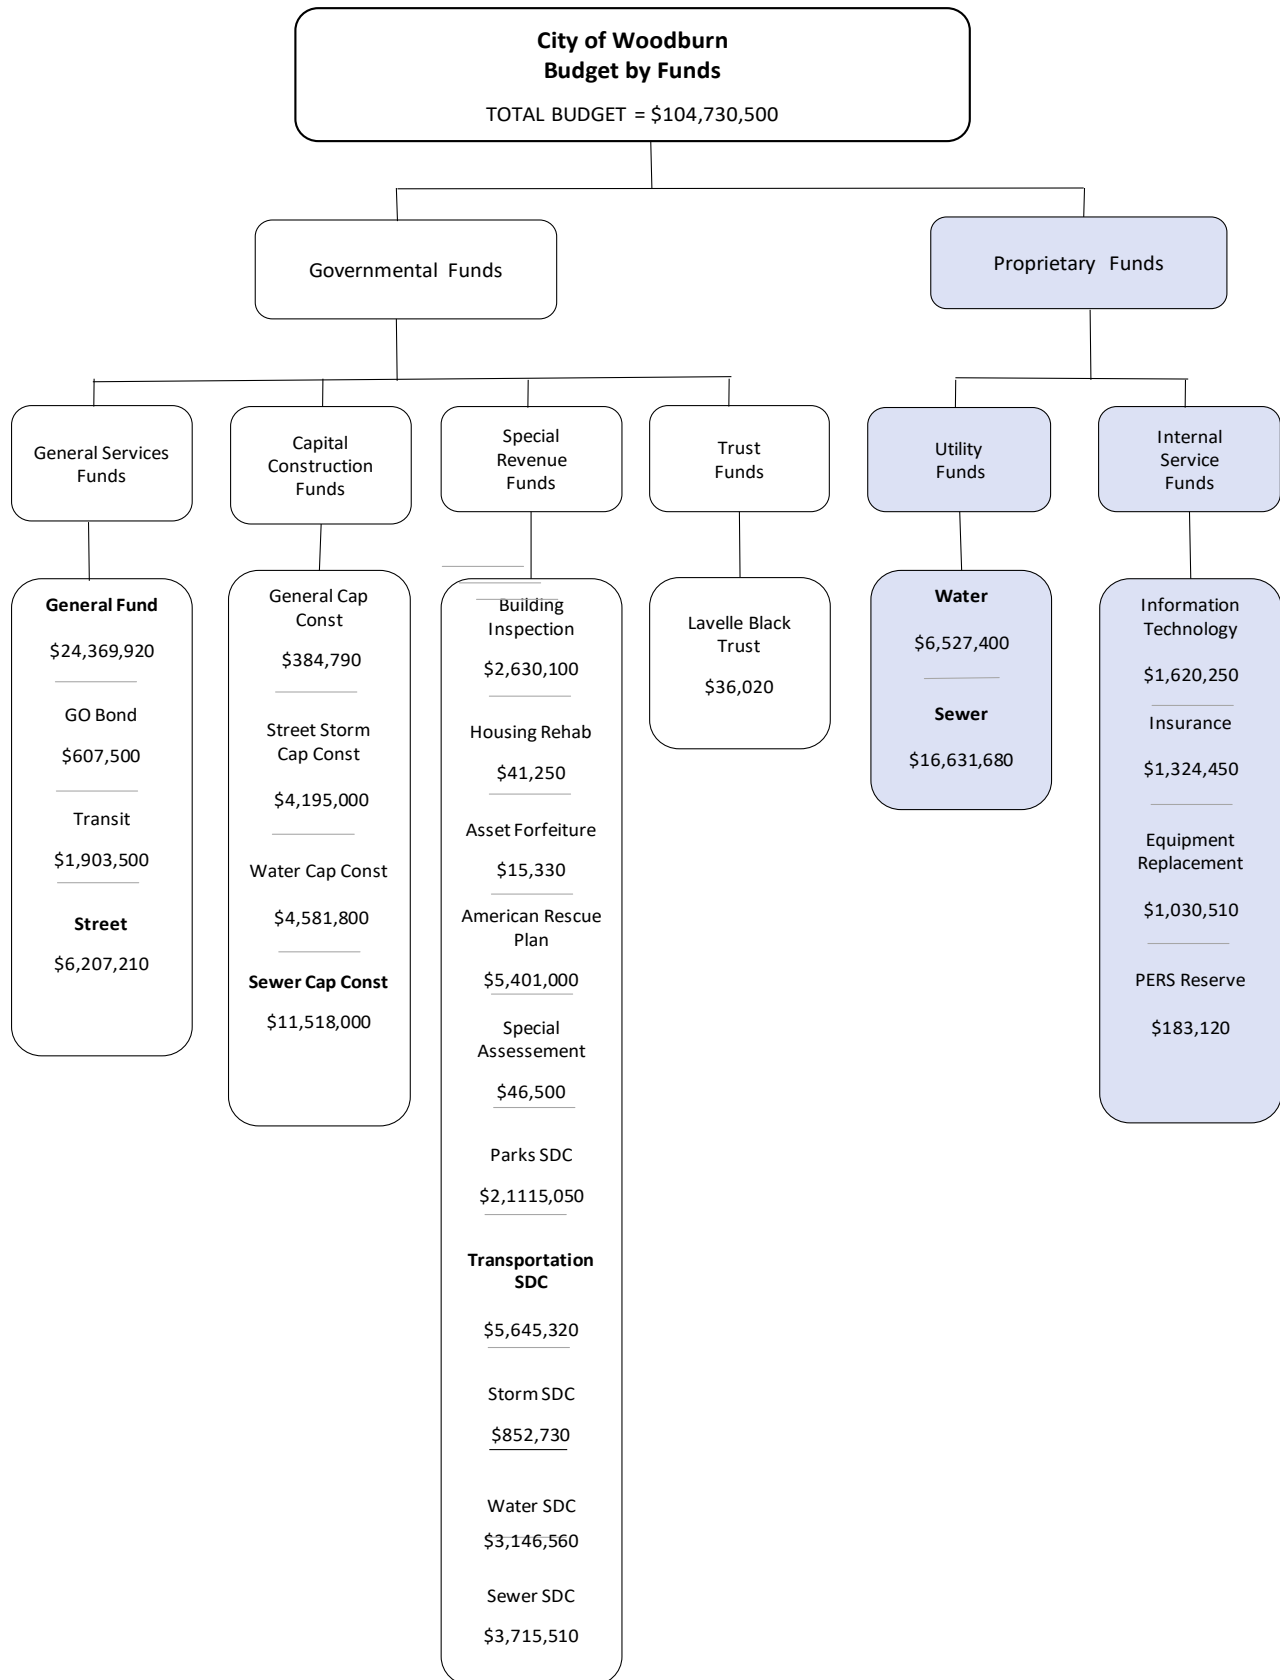 City of Woodburn
Budget by Funds
TOTAL BUDGET = $104,730,500
Governmental Funds
Proprietary Funds
General Services
Funds
Capital
Construction
Funds
Special
Revenue
Funds
Trust
Funds
Utility
Funds
Internal
Service
Funds
General Fund
$24,369,920
GO Bond
$607,500
Transit
$1,903,500
Street
$6,207,210
General Cap
Const
$384,790
Street Storm
Cap Const
$4,195,000
Water Cap Const
$4,581,800
Sewer Cap Const
$11,518,000
Building
Inspection
$2,630,100
Housing Rehab
$41,250
Asset Forfeiture
$15,330
American Rescue
Plan
$5,401,000
Special
Assessement
$46,500
Parks SDC
$2,1115,050
Transportation
SDC
$5,645,320
Storm SDC
$852,730
Water SDC
$3,146,560
Sewer SDC
$3,715,510
Lavelle Black
Trust
$36,020
Water
$6,527,400
Sewer
$16,631,680
Information
Technology
$1,620,250
Insurance
$1,324,450
Equipment
Replacement
$1,030,510
PERS Reserve
$183,120